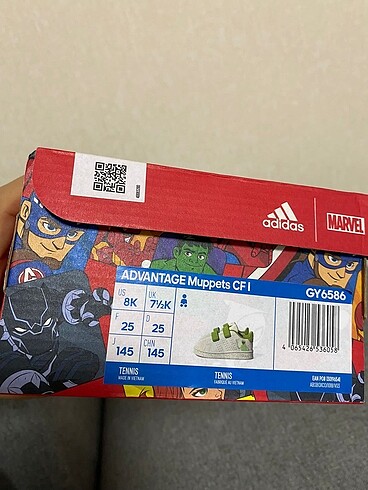 adidas
MARVEL
ADVANTAGE Muppets CF I
GY6586
US
8K
UK
7½K
F
25
D
25
J
145
CHN
145
4 065426 536058
TENNIS
MADE IN VIETNAM
TENNIS
FABRIQUÉ AU VIETNAM